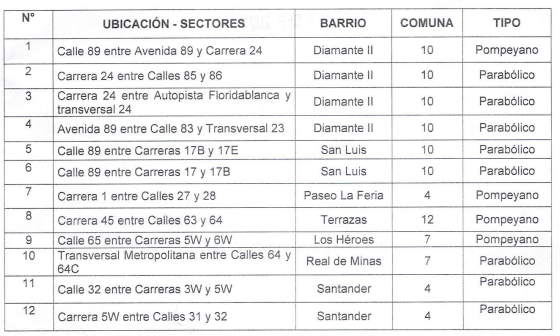 N° UBICACIÓN - SECTORES BARRIO COMUNA TIPO
1 Calle 89 entre Avenida 89 y Carrera 24 Diamante II 10 Pompeyano
2 Carrera 24 entre Calles 85 y 86 Diamante II 10 Parabólico
3 Carrera 24 entre Autopista Floridablanca y
transversal 24 Diamante II 10 Parabólico
4 Avenida 89 entre Calle 83 y Transversal 23 Diamante II 10 Parabólico
5 Calle 89 entre Carreras 17B y 17E San Luis 10 Parabólico
6 Calle 89 entre Carreras 17 y 17B San Luis 10 Parabólico
7 Carrera 1 entre Calles 27 y 28 Paseo La Feria 4 Pompeyano
8 Carrera 45 entre Calles 63 y 64 Terrazas 12 Pompeyano
9 Calle 65 entre Carreras 5W y 6W Los Héroes 7 Pompeyano
10 Transversal Metropolitana entre Calles 64 y
64C Real de Minas 7 Parabólico
11 Calle 32 entre Carreras 3W y 5W Santander 4 Parabólico
12 Carrera 5W entre Calles 31 y 32 Santander 4 Parabólico